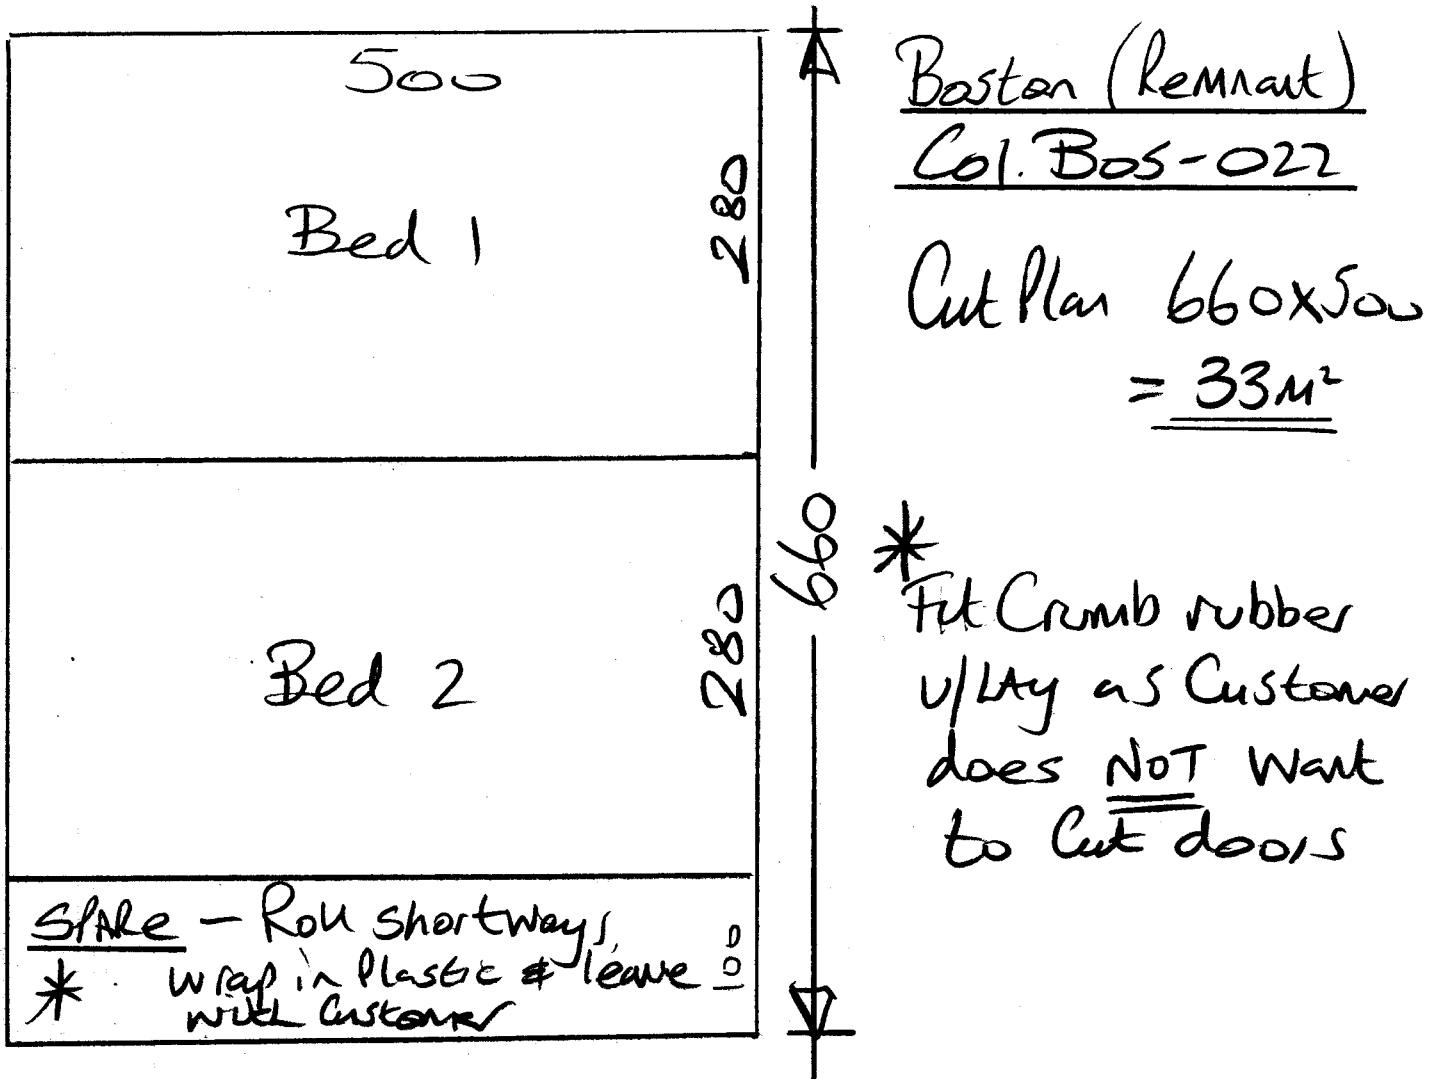 500
Bed 1
280
Bed 2
280
SPARE - Roll shortways,
* wrap in Plastic & leave
with Customer
100
660
Boston (Remnant)
Col. BOS-022
Cut Plan 660x500
= 33M²
*
Fit Crumb rubber
U/LAY as Customer
does NOT want
to Cut doors